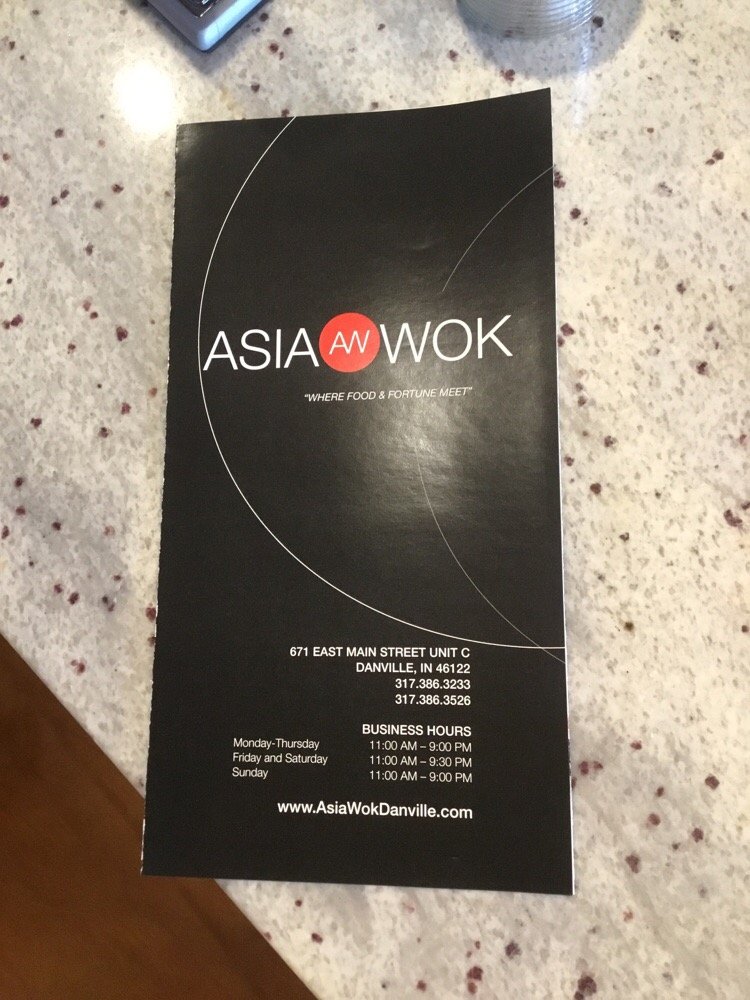 ASIA AW WOK
"WHERE FOOD & FORTUNE MEET"
671 EAST MAIN STREET UNIT C
DANVILLE, IN 46122
317.386.3233
317.386.3526
BUSINESS HOURS
Monday-Thursday 11:00 AM – 9:00 PM
Friday and Saturday 11:00 AM – 9:30 PM
Sunday 11:00 AM – 9:00 PM
www.AsiaWokDanville.com